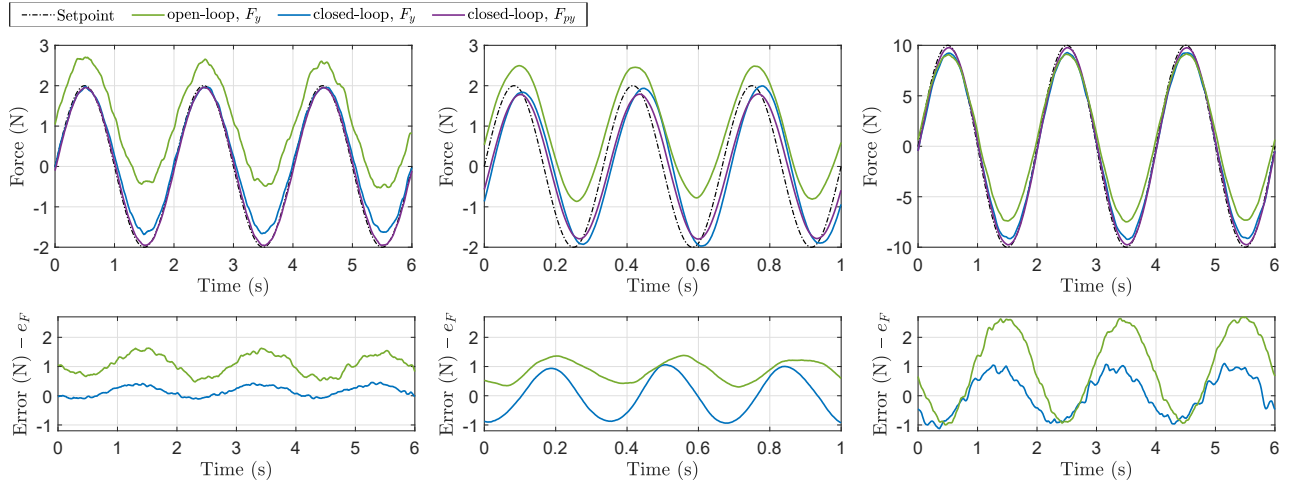 Setpoint open-loop, F_y closed-loop, F_y closed-loop, F_{py}
3
2
1
0
-1
-2
Force (N)
0 1 2 3 4 5 6
Time (s)
3
2
1
0
-1
-2
Force (N)
0 0.2 0.4 0.6 0.8 1
Time (s)
10
5
0
-5
-10
Force (N)
0 1 2 3 4 5 6
Time (s)
2
1
0
-1
Error (N) – e_F
0 1 2 3 4 5 6
Time (s)
2
1
0
-1
Error (N) – e_F
0 0.2 0.4 0.6 0.8 1
Time (s)
2
1
0
-1
Error (N) – e_F
0 1 2 3 4 5 6
Time (s)